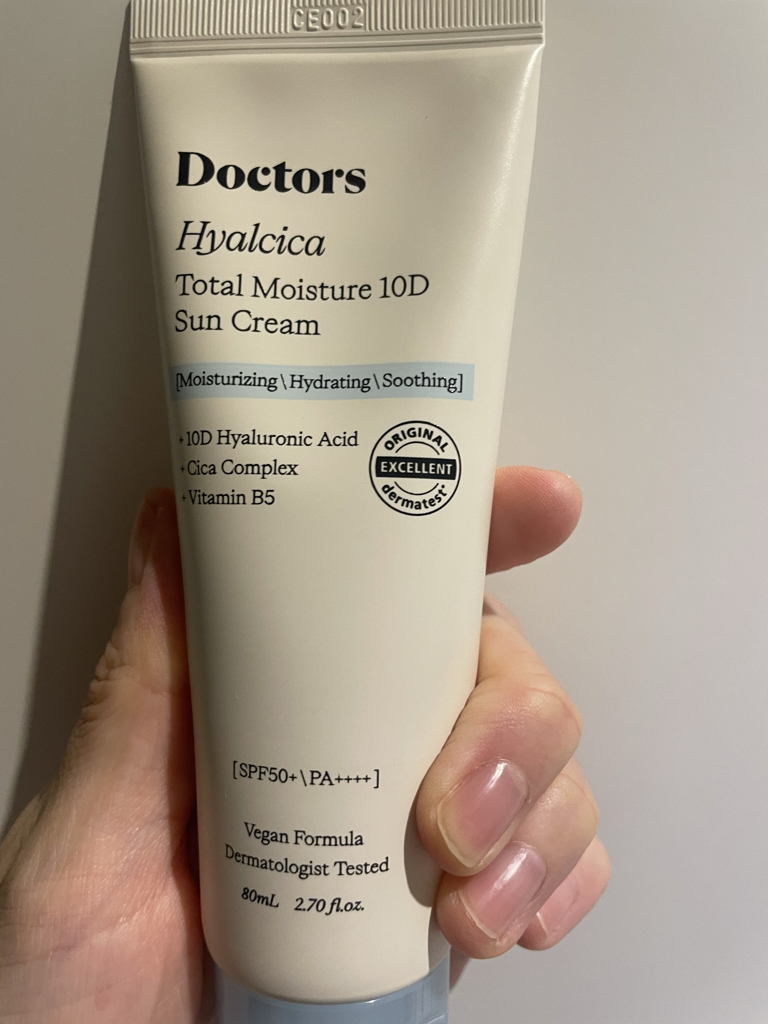 CE002
Doctors
Hyalcica
Total Moisture 10D
Sun Cream
[Moisturizing\Hydrating\Soothing]
+10D Hyaluronic Acid
+Cica Complex
+Vitamin B5
ORIGINAL
EXCELLENT
dermatest®
[SPF50+\PA++++]
Vegan Formula
Dermatologist Tested
80mL 2.70 fl.oz.